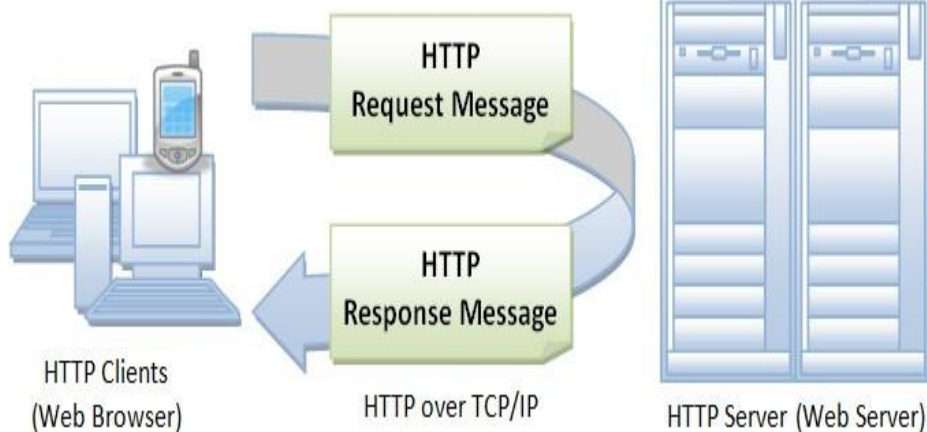 HTTP
Request Message
HTTP
Response Message
HTTP Clients
(Web Browser)
HTTP over TCP/IP
HTTP Server (Web Server)